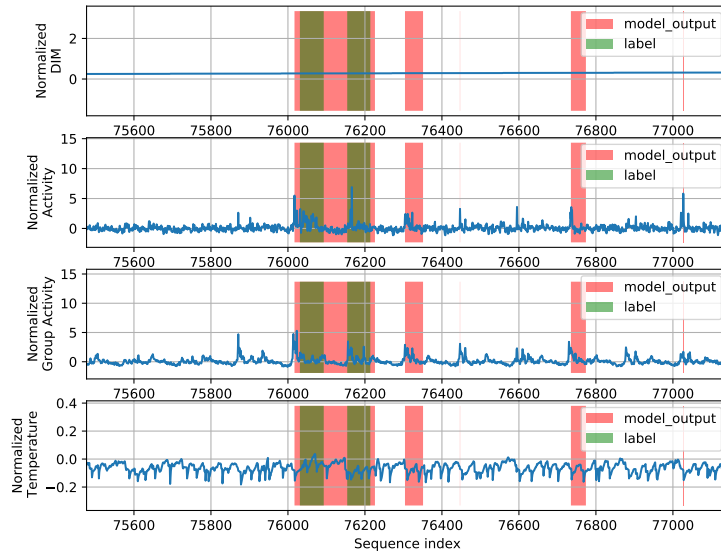 Normalized
DIM
2
0
model_output
label
75600 75800 76000 76200 76400 76600 76800 77000
Normalized
Activity
15
10
5
0
model_output
label
75600 75800 76000 76200 76400 76600 76800 77000
Normalized
Group Activity
15
10
5
0
model_output
label
75600 75800 76000 76200 76400 76600 76800 77000
Normalized
Temperature
0.4
0.2
0.0
−0.2
model_output
label
75600 75800 76000 76200 76400 76600 76800 77000
Sequence index